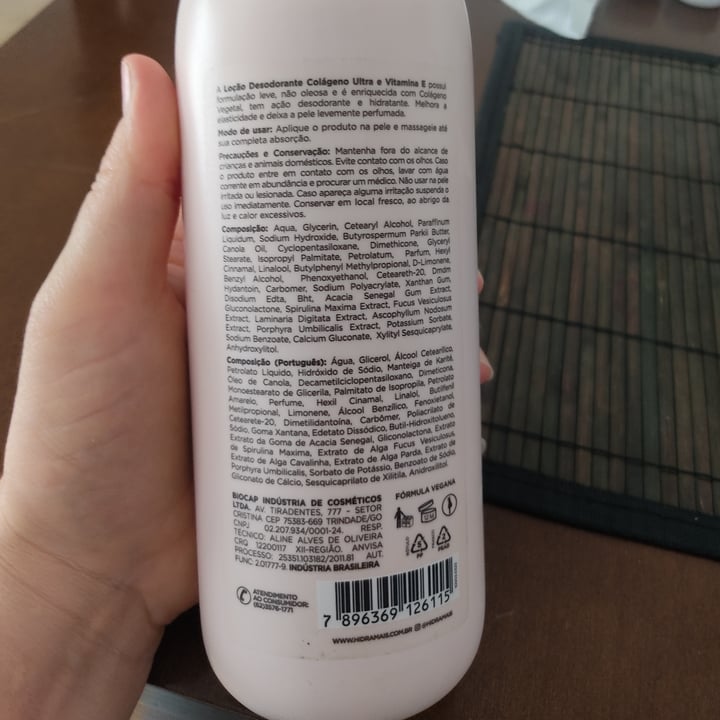 A Loção Desodorante Colágeno Ultra e Vitamina E possui
formulação leve, não oleosa e é enriquecida com Colágeno
Vegetal, tem ação desodorante e hidratante. Melhora a
elasticidade e deixa a pele levemente perfumada.
Modo de usar: Aplique o produto na pele e massageie até
sua completa absorção.
Precauções e Conservação: Mantenha fora do alcance de
crianças e animais domésticos. Evite contato com os olhos. Caso
o produto entre em contato com os olhos, lavar com água
corrente em abundância e procurar um médico. Não usar na pele
irritada ou lesionada. Caso apareça alguma irritação suspenda o
uso imediatamente. Conservar em local fresco, ao abrigo da
luz e calor excessivos.
Composição: Aqua, Glycerin, Cetearyl Alcohol, Paraffinum
Liquidum, Sodium Hydroxide, Butyrospermum Parkii Butter,
Canola Oil, Cyclopentasiloxane, Dimethicone, Glyceryl
Stearate, Isopropyl Palmitate, Petrolatum, Parfum, Hexyl
Cinnamal, Linalool, Butylphenyl Methylpropional, D-Limonene,
Benzyl Alcohol, Phenoxyethanol, Ceteareth-20, Dmdm
Hydantoin, Carbomer, Sodium Polyacrylate, Xanthan Gum,
Disodium Edta, Bht, Acacia Senegal Gum Extract,
Gluconolactone, Spirulina Maxima Extract, Fucus Vesiculosus
Extract, Laminaria Digitata Extract, Ascophyllum Nodosum
Extract, Porphyra Umbilicalis Extract, Potassium Sorbate,
Sodium Benzoate, Calcium Gluconate, Xylityl Sesquicaprylate,
Anhydroxylitol.
Composição (Português): Água, Glicerol, Álcool Cetearílico,
Petrolato Líquido, Hidróxido de Sódio, Manteiga de Karité,
Óleo de Canola, Decametilciclopentasiloxano, Dimeticona,
Monoestearato de Glicerila, Palmitato de Isopropila, Petrolato
Amarelo, Perfume, Hexil Cinamal, Linalol, Butilfenil
Metilpropional, Limonene, Álcool Benzílico, Fenoxietanol,
Cetearete-20, Dimetilidantoína, Carbômer, Poliacrilato de
Sódio, Goma Xantana, Edetato Dissódico, Butil-Hidroxitolueno,
Extrato da Goma de Acacia Senegal, Gliconolactona, Extrato
de Spirulina Maxima, Extrato de Alga Fucus Vesiculosus,
Extrato de Alga Cavalinha, Extrato de Alga Parda, Extrato de
Porphyra Umbilicalis, Sorbato de Potássio, Benzoato de Sódio,
Gliconato de Cálcio, Sesquicaprilato de Xilitila, Anidroxilitol.
BIOCAP INDÚSTRIA DE COSMÉTICOS
LTDA. AV. TIRADENTES, 777 - SETOR
CRISTINA CEP 75383-669 TRINDADE/GO
CNPJ 02.207.934/0001-24. RESP.
TÉCNICO: ALINE ALVES DE OLIVEIRA
CRQ 12200117 XII-REGIÃO. ANVISA
PROCESSO: 25351.103182/2011.81 AUT.
FUNC: 2.01777-9. INDÚSTRIA BRASILEIRA
FÓRMULA VEGANA
12 M
5
PP
2
PEAD
ATENDIMENTO
AO CONSUMIDOR:
(62)3576-1771
7 896369 126115
WWW.HIDRAMAIS.COM.BR @HIDRAMAIS